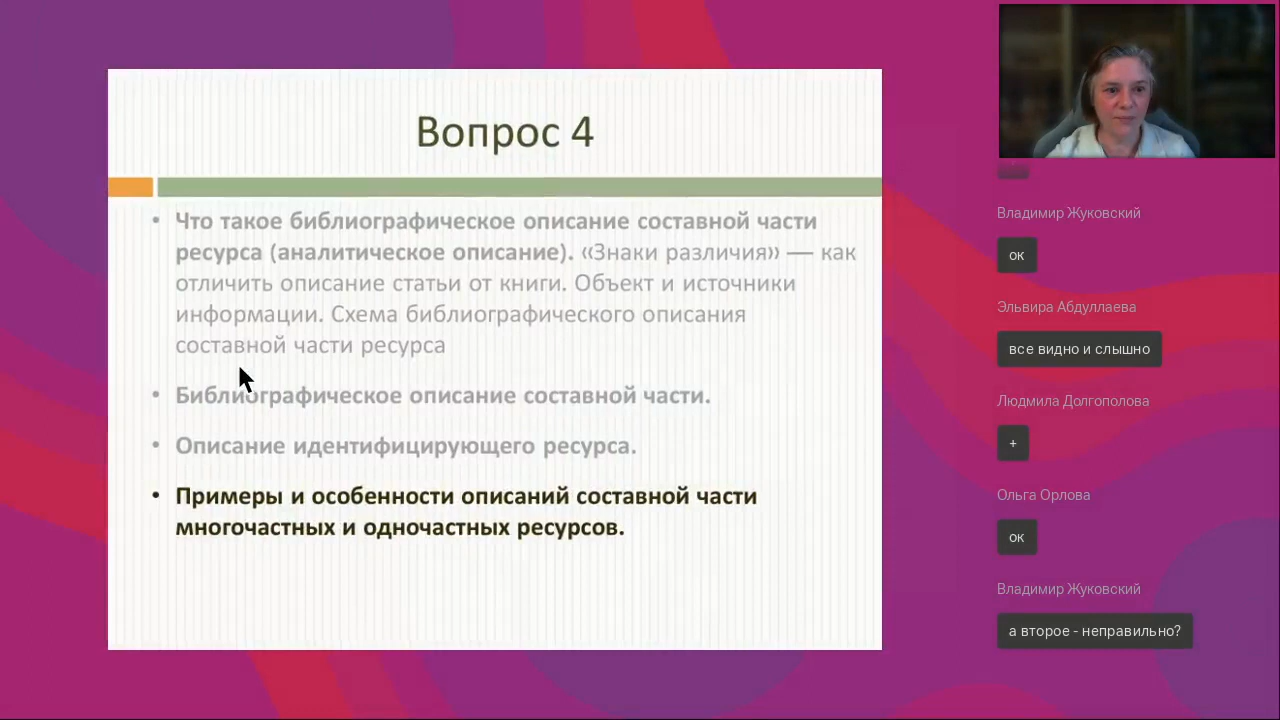 Вопрос 4
• Что такое библиографическое описание составной части
ресурса (аналитическое описание). «Знаки различия» — как
отличить описание статьи от книги. Объект и источники
информации. Схема библиографического описания
составной части ресурса
• Библиографическое описание составной части.
• Описание идентифицирующего ресурса.
• Примеры и особенности описаний составной части
многочастных и одночастных ресурсов.
Владимир Жуковский
ок
Эльвира Абдуллаева
все видно и слышно
Людмила Долгополова
+
Ольга Орлова
ок
Владимир Жуковский
а второе - неправильно?